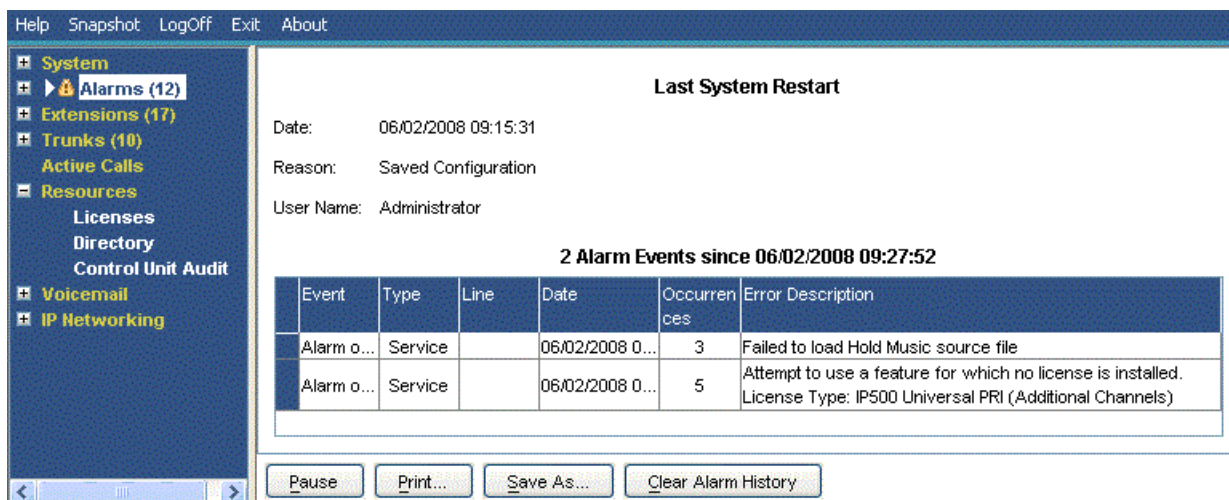 Help Snapshot LogOff Exit About
System
Alarms (12)
Extensions (17)
Trunks (10)
Active Calls
Resources
Licenses
Directory
Control Unit Audit
Voicemail
IP Networking
Last System Restart
Date: 06/02/2008 09:15:31
Reason: Saved Configuration
User Name: Administrator
2 Alarm Events since 06/02/2008 09:27:52
Event Type Line Date Occurren Error Description
ces
Alarm o... Service 06/02/2008 0... 3 Failed to load Hold Music source file
Alarm o... Service 06/02/2008 0... 5 Attempt to use a feature for which no license is installed.
License Type: IP500 Universal PRI (Additional Channels)
Pause Print... Save As... Clear Alarm History